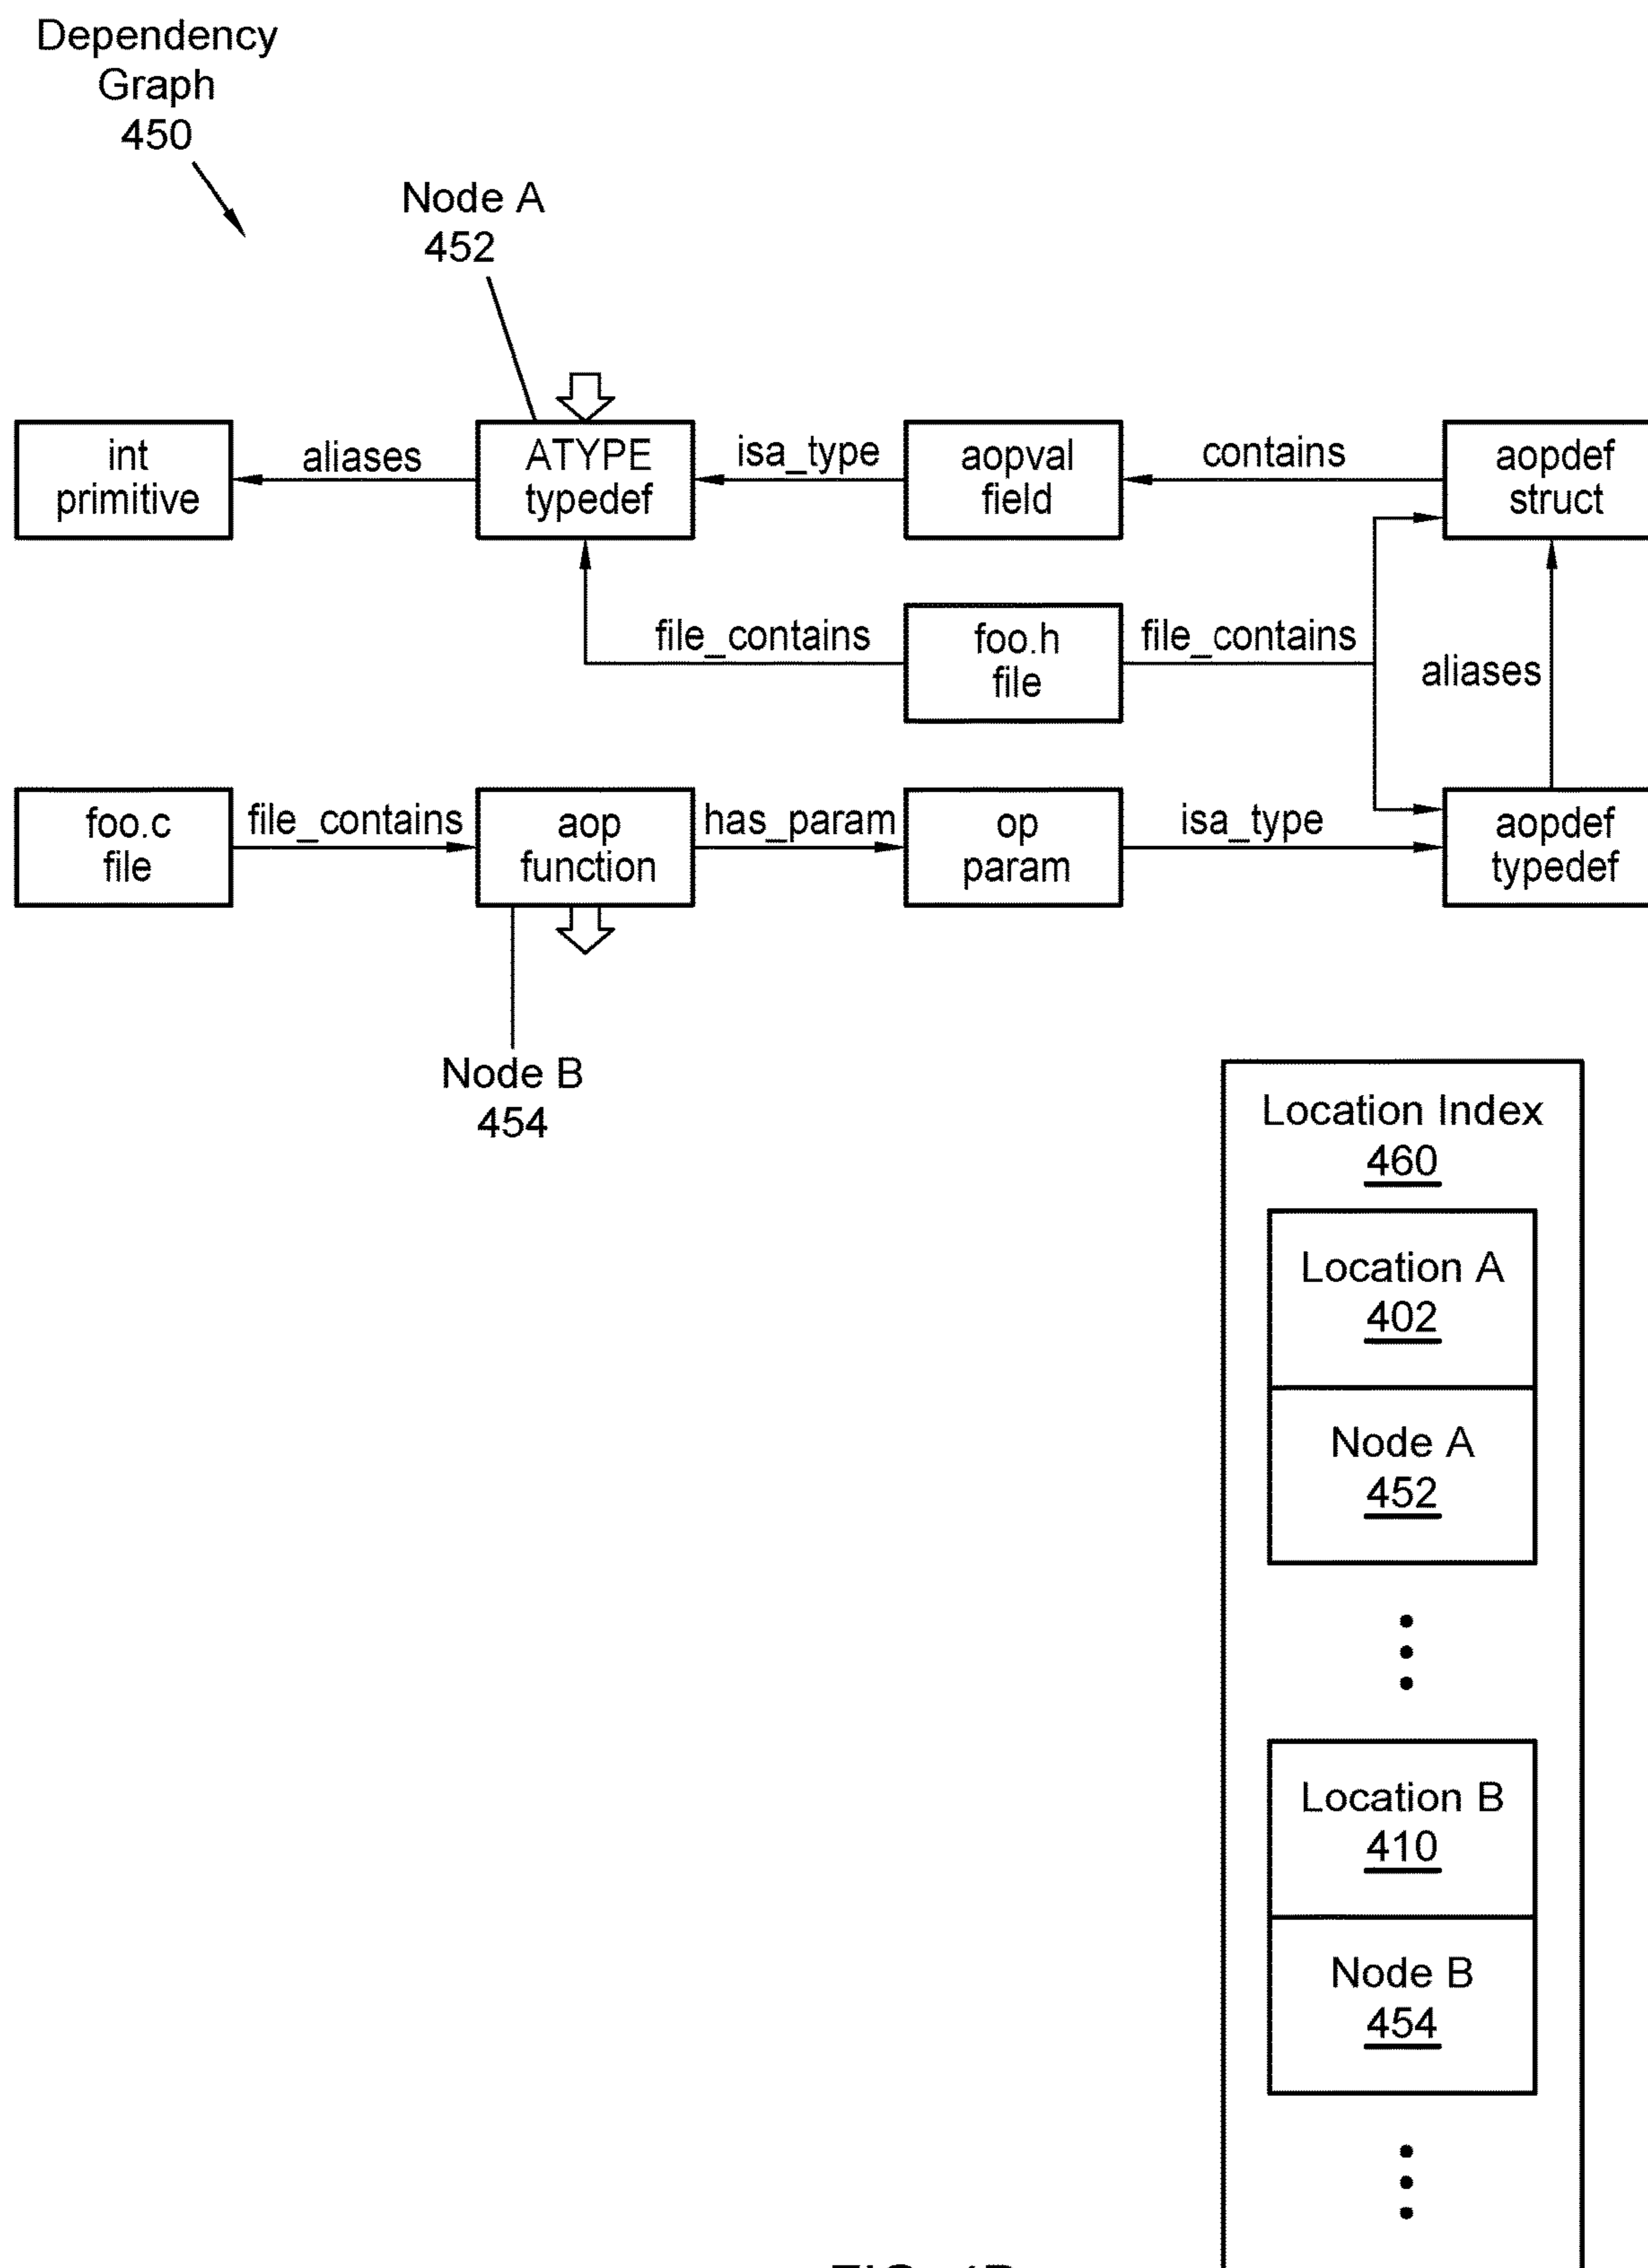 Dependency
Graph
450
Node A
452
int
primitive
aliases
ATYPE
typedef
isa_type
aopval
field
contains
aopdef
struct
file_contains
foo.h
file
file_contains
aliases
foo.c
file
file_contains
aop
function
has_param
op
param
isa_type
aopdef
typedef
Node B
454
Location Index
460
Location A
402
Node A
452
Location B
410
Node B
454